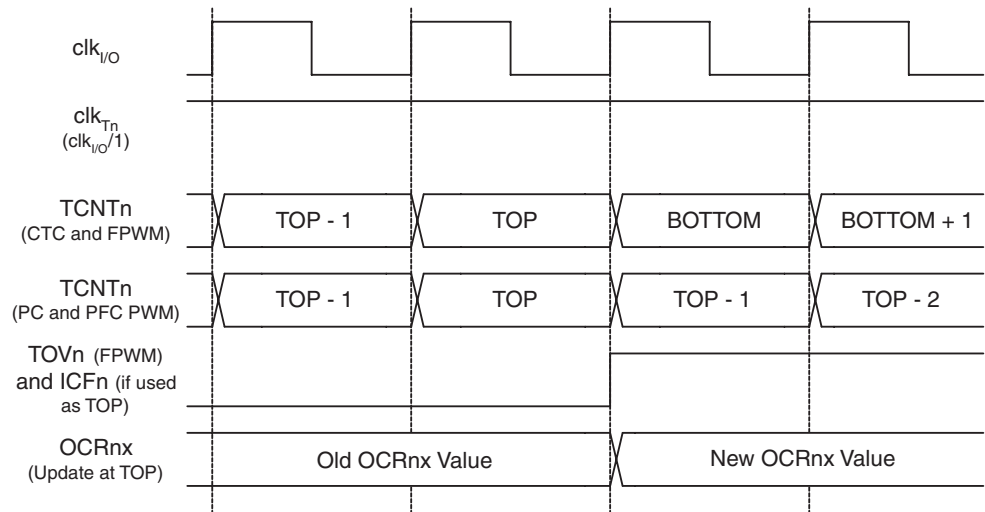 clkI/O
clkTn
(clkI/O/1)
TCNTn
(CTC and FPWM)
TOP - 1
TOP
BOTTOM
BOTTOM + 1
TCNTn
(PC and PFC PWM)
TOP - 1
TOP
TOP - 1
TOP - 2
TOVn (FPWM)
and ICFn (if used
as TOP)
OCRnx
(Update at TOP)
Old OCRnx Value
New OCRnx Value